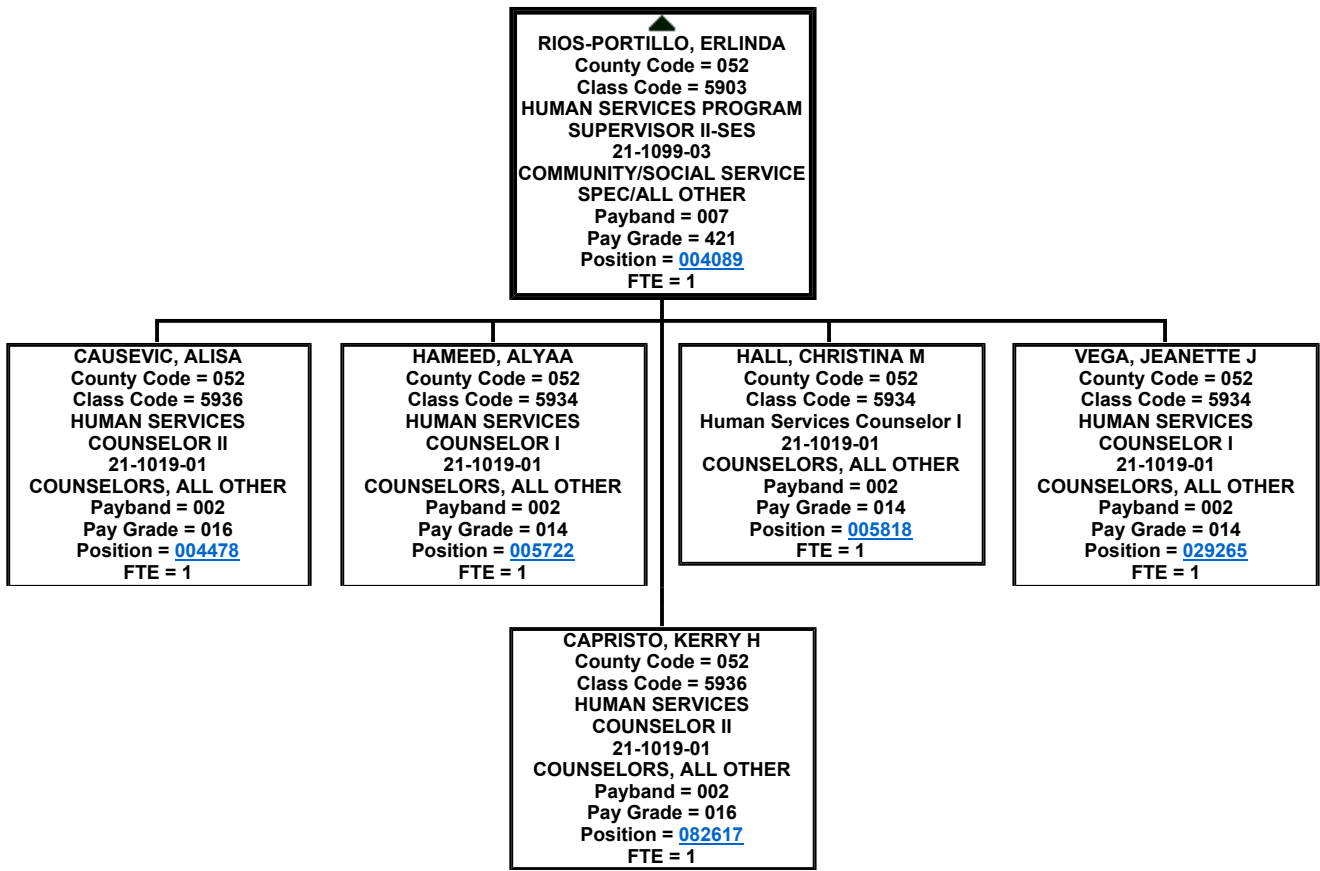 RIOS-PORTILLO, ERLINDA
County Code = 052
Class Code = 5903
HUMAN SERVICES PROGRAM
SUPERVISOR II-SES
21-1099-03
COMMUNITY/SOCIAL SERVICE
SPEC/ALL OTHER
Payband = 007
Pay Grade = 421
Position = 004089
FTE = 1
CAUSEVIC, ALISA
County Code = 052
Class Code = 5936
HUMAN SERVICES
COUNSELOR II
21-1019-01
COUNSELORS, ALL OTHER
Payband = 002
Pay Grade = 016
Position = 004478
FTE = 1
HAMEED, ALYAA
County Code = 052
Class Code = 5934
HUMAN SERVICES
COUNSELOR I
21-1019-01
COUNSELORS, ALL OTHER
Payband = 002
Pay Grade = 014
Position = 005722
FTE = 1
HALL, CHRISTINA M
County Code = 052
Class Code = 5934
Human Services Counselor I
21-1019-01
COUNSELORS, ALL OTHER
Payband = 002
Pay Grade = 014
Position = 005818
FTE = 1
VEGA, JEANETTE J
County Code = 052
Class Code = 5934
HUMAN SERVICES
COUNSELOR I
21-1019-01
COUNSELORS, ALL OTHER
Payband = 002
Pay Grade = 014
Position = 029265
FTE = 1
CAPRISTO, KERRY H
County Code = 052
Class Code = 5936
HUMAN SERVICES
COUNSELOR II
21-1019-01
COUNSELORS, ALL OTHER
Payband = 002
Pay Grade = 016
Position = 082617
FTE = 1